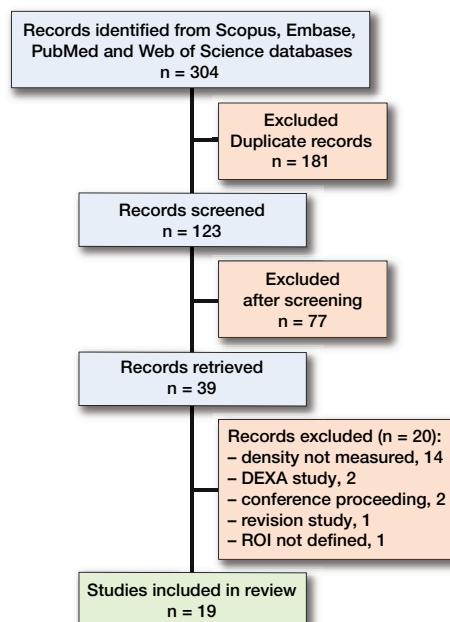 Records identified from Scopus, Embase,
PubMed and Web of Science databases
n = 304
Excluded
Duplicate records
n = 181
Records screened
n = 123
Excluded
after screening
n = 77
Records retrieved
n = 39
Records excluded (n = 20):
– density not measured, 14
– DEXA study, 2
– conference proceeding, 2
– revision study, 1
– ROI not defined, 1
Studies included in review
n = 19